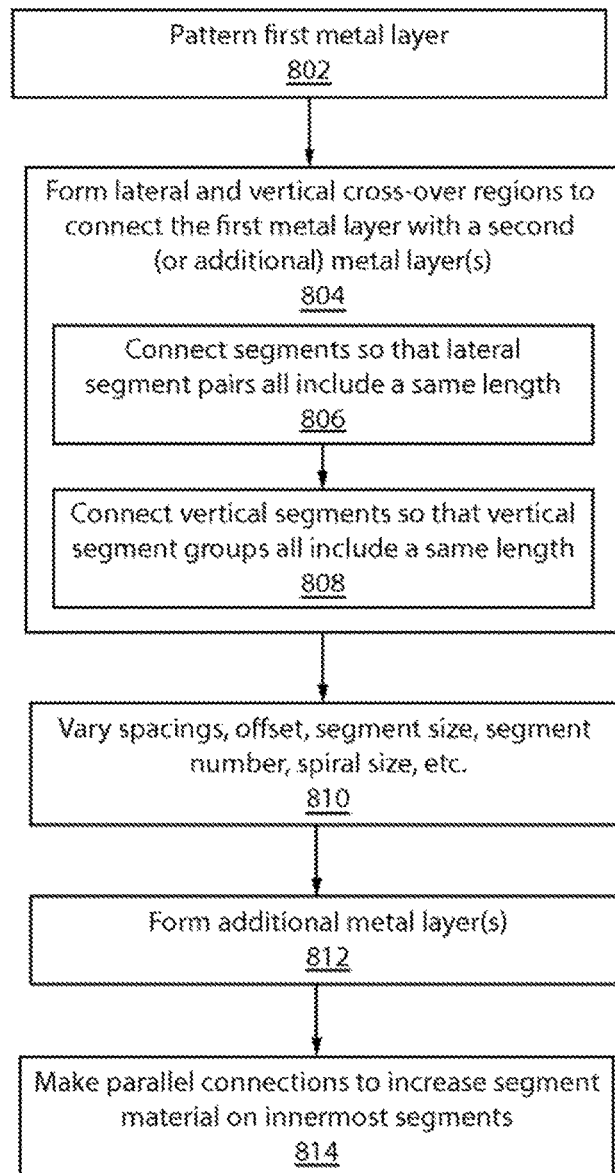 Pattern first metal layer
802
Form lateral and vertical cross-over regions to
connect the first metal layer with a second
(or additional) metal layer(s)
804
Connect segments so that lateral
segment pairs all include a same length
806
Connect vertical segments so that vertical
segment groups all include a same length
808
Vary spacings, offset, segment size, segment
number, spiral size, etc.
810
Form additional metal layer(s)
812
Make parallel connections to increase segment
material on innermost segments
814